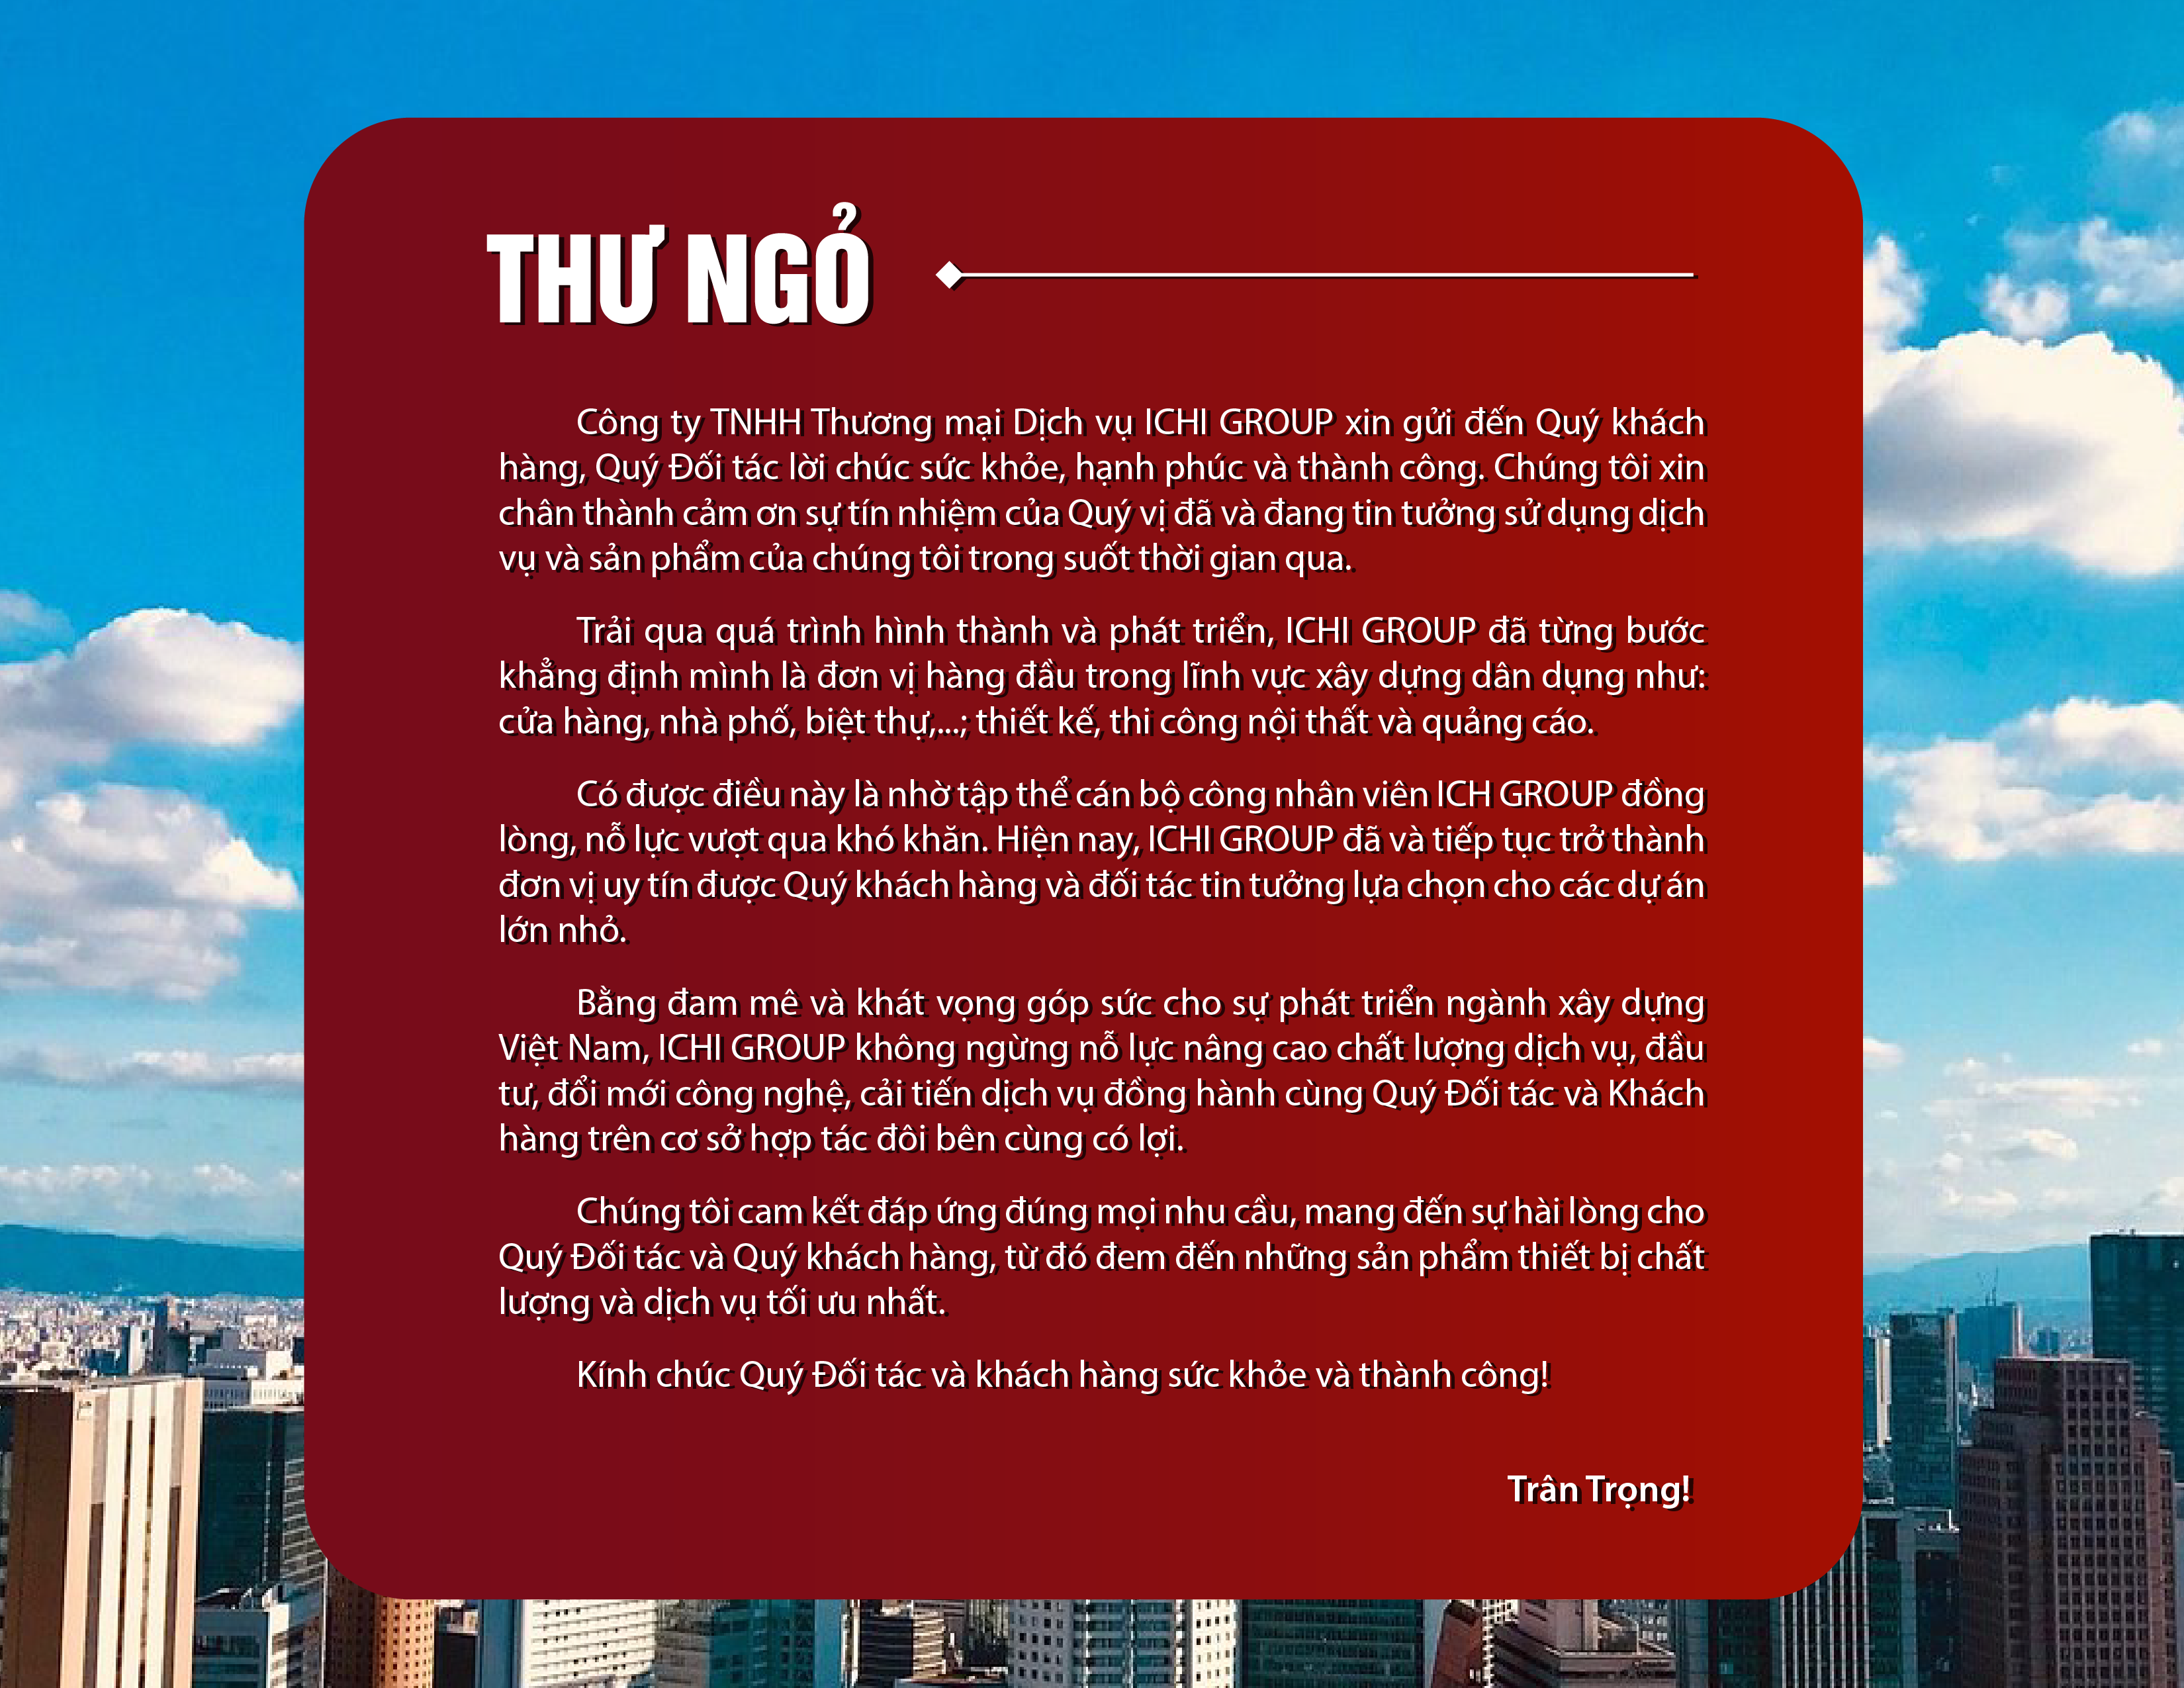 THƯ NGỎ
Công ty TNHH Thương mại Dịch vụ ICHI GROUP xin gửi đến Quý khách
hàng, Quý Đối tác lời chúc sức khỏe, hạnh phúc và thành công. Chúng tôi xin
chân thành cảm ơn sự tín nhiệm của Quý vị đã và đang tin tưởng sử dụng dịch
vụ và sản phẩm của chúng tôi trong suốt thời gian qua.
Trải qua quá trình hình thành và phát triển, ICHI GROUP đã từng bước
khẳng định mình là đơn vị hàng đầu trong lĩnh vực xây dựng dân dụng như:
cửa hàng, nhà phố, biệt thự,...; thiết kế, thi công nội thất và quảng cáo.
Có được điều này là nhờ tập thể cán bộ công nhân viên ICH GROUP đồng
lòng, nỗ lực vượt qua khó khăn. Hiện nay, ICHI GROUP đã và tiếp tục trở thành
đơn vị uy tín được Quý khách hàng và đối tác tin tưởng lựa chọn cho các dự án
lớn nhỏ.
Bằng đam mê và khát vọng góp sức cho sự phát triển ngành xây dựng
Việt Nam, ICHI GROUP không ngừng nỗ lực nâng cao chất lượng dịch vụ, đầu
tư, đổi mới công nghệ, cải tiến dịch vụ đồng hành cùng Quý Đối tác và Khách
hàng trên cơ sở hợp tác đôi bên cùng có lợi.
Chúng tôi cam kết đáp ứng đúng mọi nhu cầu, mang đến sự hài lòng cho
Quý Đối tác và Quý khách hàng, từ đó đem đến những sản phẩm thiết bị chất
lượng và dịch vụ tối ưu nhất.
Kính chúc Quý Đối tác và khách hàng sức khỏe và thành công!
Trân Trọng!